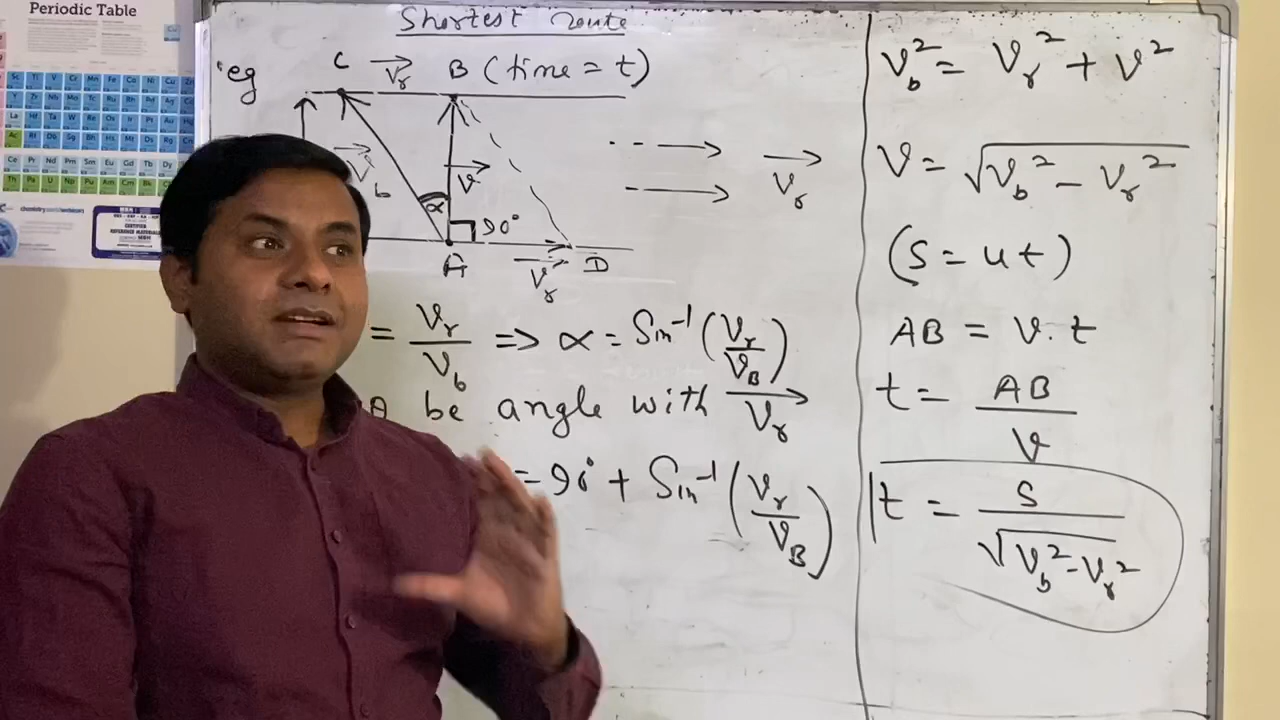 Periodic Table
Shortest route
eg
C
→Vr
B (time = t)
→Vb
α
→V
90°
A
→Vr
D
→Vr
= Vr/Vb => α = Sin⁻¹(Vr/VB)
be angle with →Vr
= 90° + Sin⁻¹(Vr/VB)
Vb² = Vr² + V²
V = √(Vb² - Vr²)
(S = ut)
AB = V.t
t = AB/V
t = S/√(Vb² - Vr²)